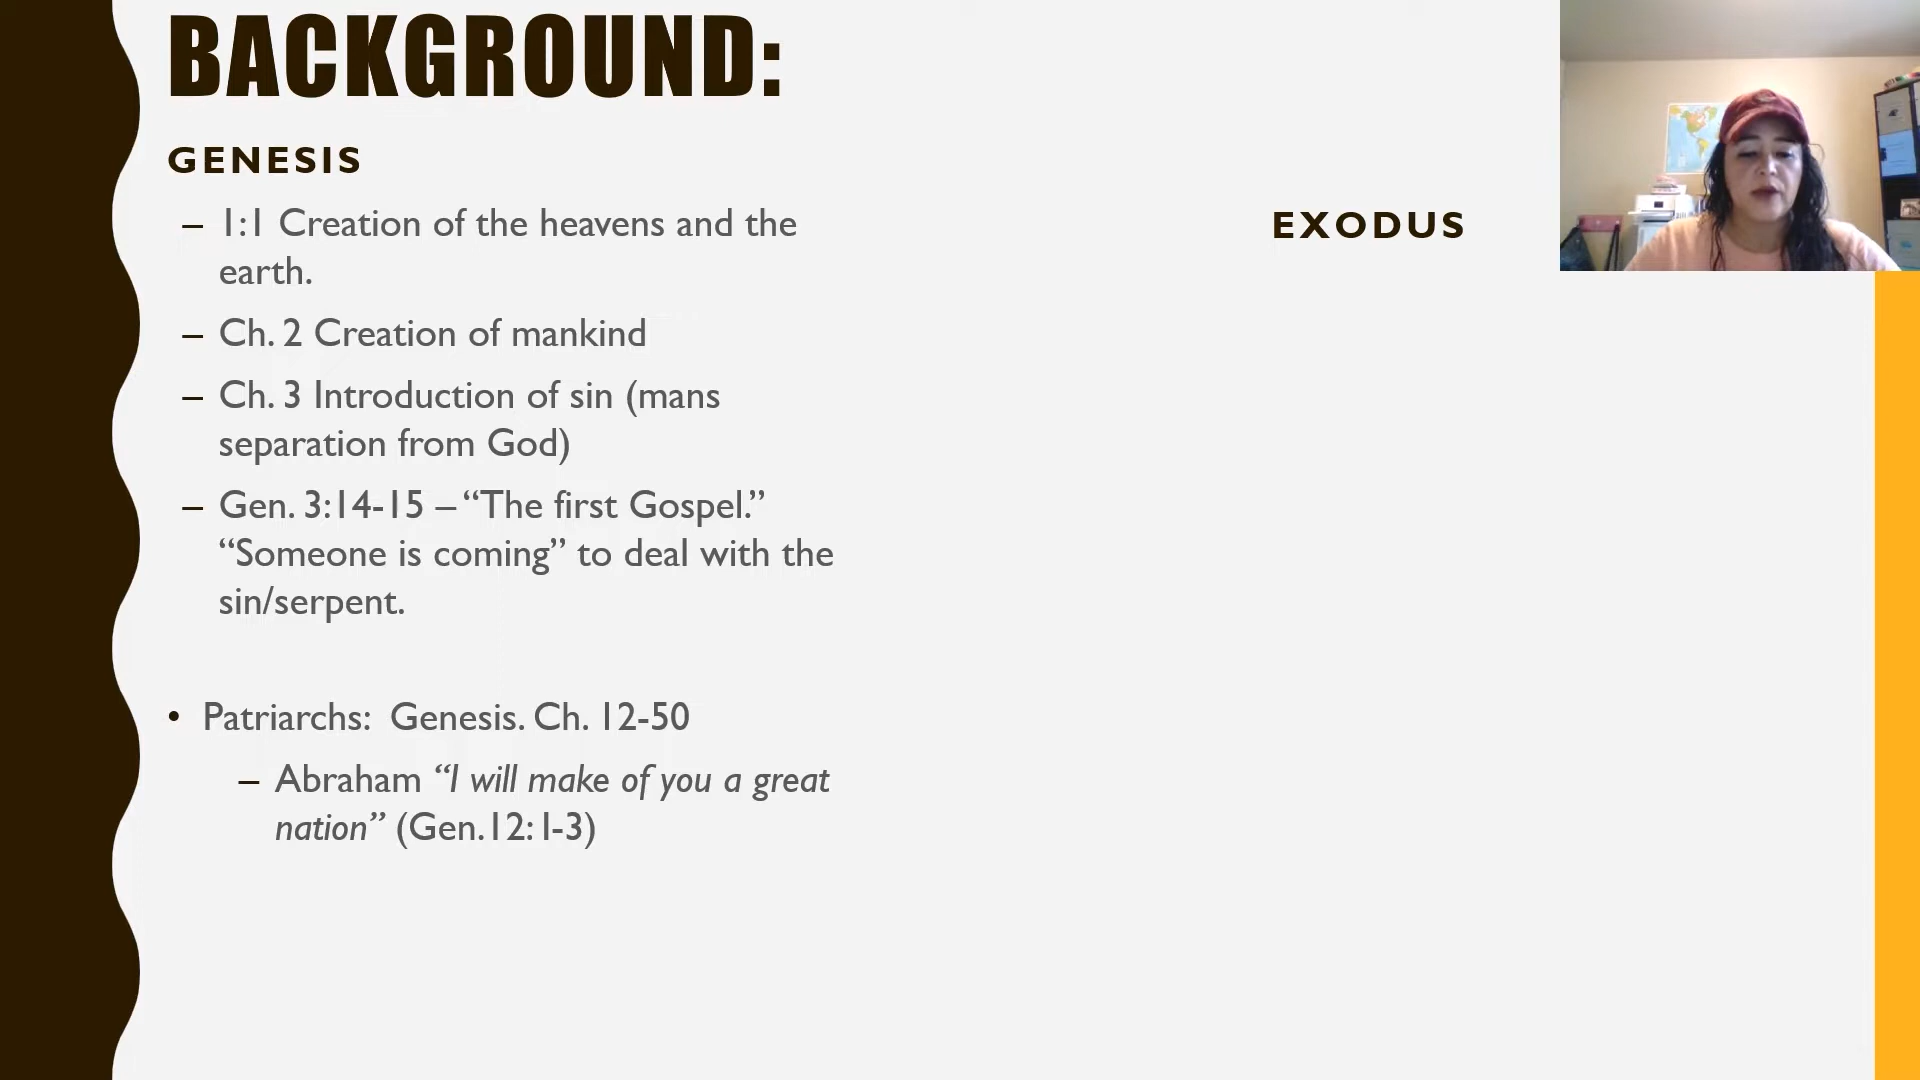 BACKGROUND:
GENESIS
– 1:1 Creation of the heavens and the
earth.
– Ch. 2 Creation of mankind
– Ch. 3 Introduction of sin (mans
separation from God)
– Gen. 3:14-15 – “The first Gospel.”
“Someone is coming” to deal with the
sin/serpent.
• Patriarchs:  Genesis. Ch. 12-50
– Abraham “I will make of you a great
nation” (Gen.12:1-3)
EXODUS